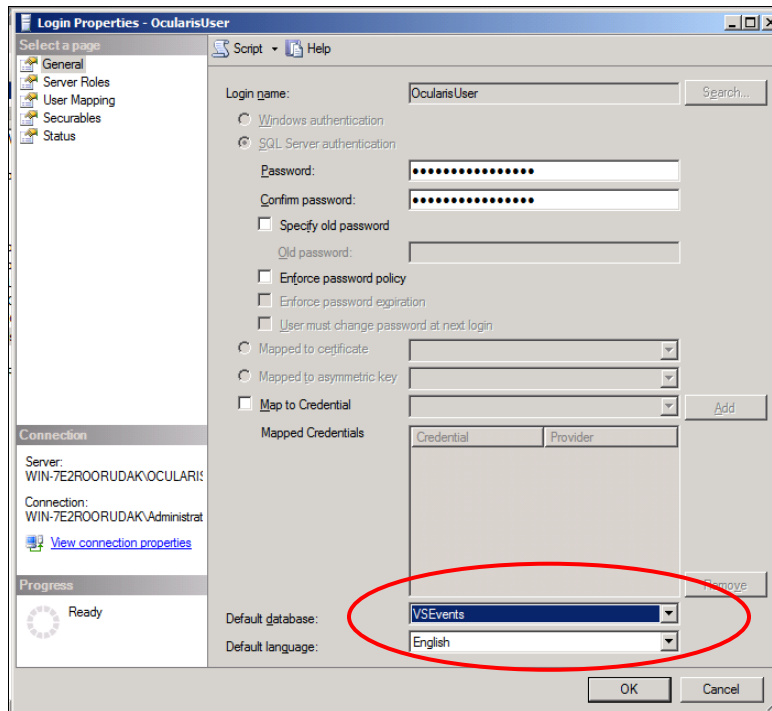 Login Properties - OcularisUser
Select a page
General
Server Roles
User Mapping
Securables
Status
Script
Help
Login name:
OcularisUser
Search...
Windows authentication
SQL Server authentication
Password:
●●●●●●●●●●●●●●●●
Confirm password:
●●●●●●●●●●●●●●●●
Specify old password
Old password:
Enforce password policy
Enforce password expiration
User must change password at next login
Mapped to certificate
Mapped to asymmetric key
Map to Credential
Add
Mapped Credentials
Credential
Provider
Remove
Default database:
VSEvents
Default language:
English
Connection
Server:
WIN-7E2ROORUDAK\OCULARIS
Connection:
WIN-7E2ROORUDAK\Administrat
View connection properties
Progress
Ready
OK
Cancel